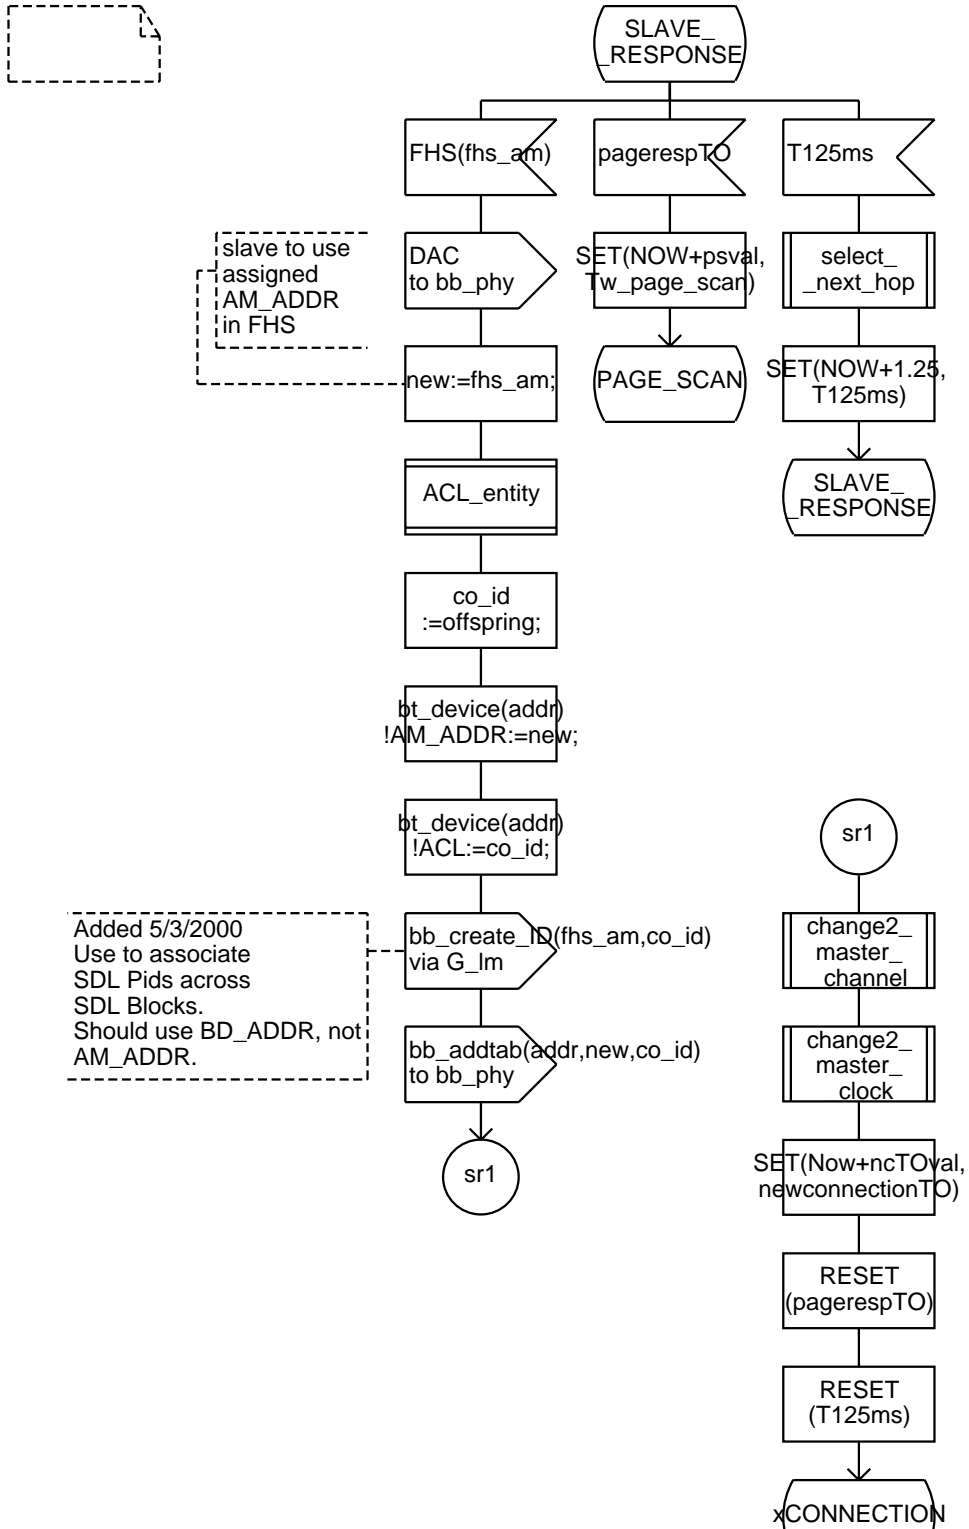 SLAVE_
_RESPONSE
FHS(fhs_am)
pagerespTO
T125ms
slave to use
assigned
AM_ADDR
in FHS
DAC
to bb_phy
SET(NOW+psval,
Tw_page_scan)
select_
_next_hop
new:=fhs_am;
PAGE_SCAN
SET(NOW+1.25,
T125ms)
ACL_entity
SLAVE_
_RESPONSE
co_id
:=offspring;
bt_device(addr)
!AM_ADDR:=new;
bt_device(addr)
!ACL:=co_id;
Added 5/3/2000
Use to associate
SDL Pids across
SDL Blocks.
Should use BD_ADDR, not
AM_ADDR.
bb_create_ID(fhs_am,co_id)
via G_lm
bb_addtab(addr,new,co_id)
to bb_phy
sr1
sr1
change2_
master_
_channel
change2_
master_
_clock
SET(Now+ncTOval,
newconnectionTO)
RESET
(pagerespTO)
RESET
(T125ms)
xCONNECTION